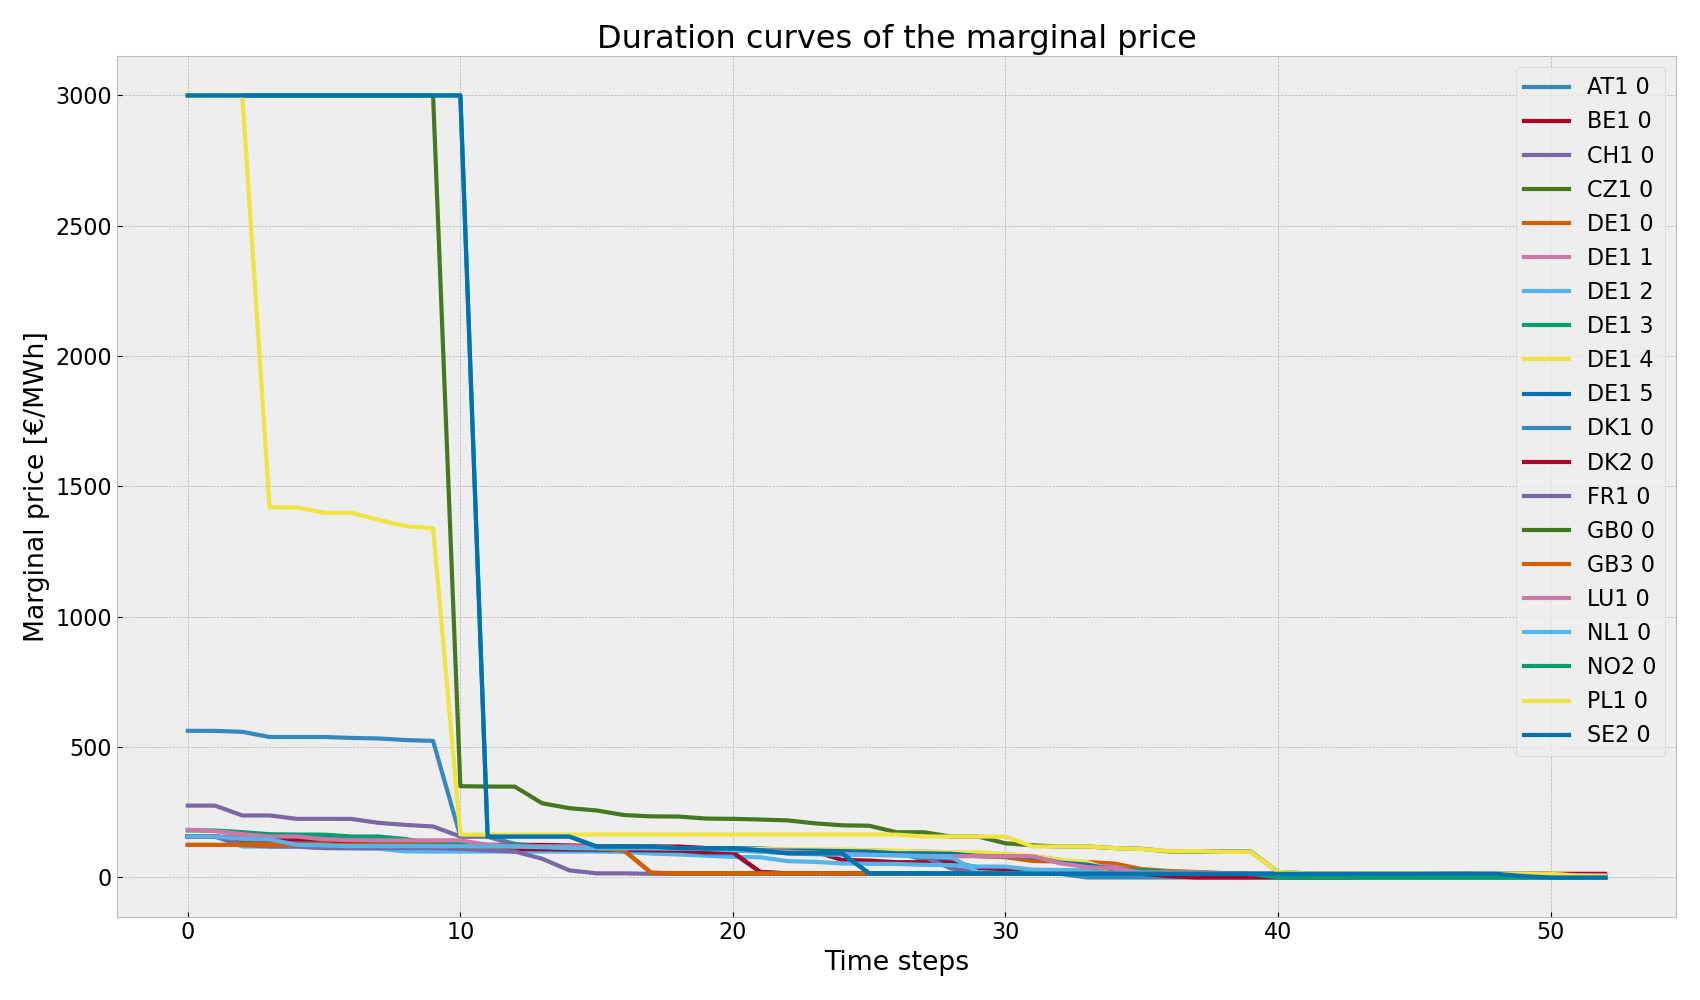 Duration curves of the marginal price
Marginal price [€/MWh]
3000
2500
2000
1500
1000
500
0
0 10 20 30 40 50
Time steps
AT1 0
BE1 0
CH1 0
CZ1 0
DE1 0
DE1 1
DE1 2
DE1 3
DE1 4
DE1 5
DK1 0
DK2 0
FR1 0
GB0 0
GB3 0
LU1 0
NL1 0
NO2 0
PL1 0
SE2 0